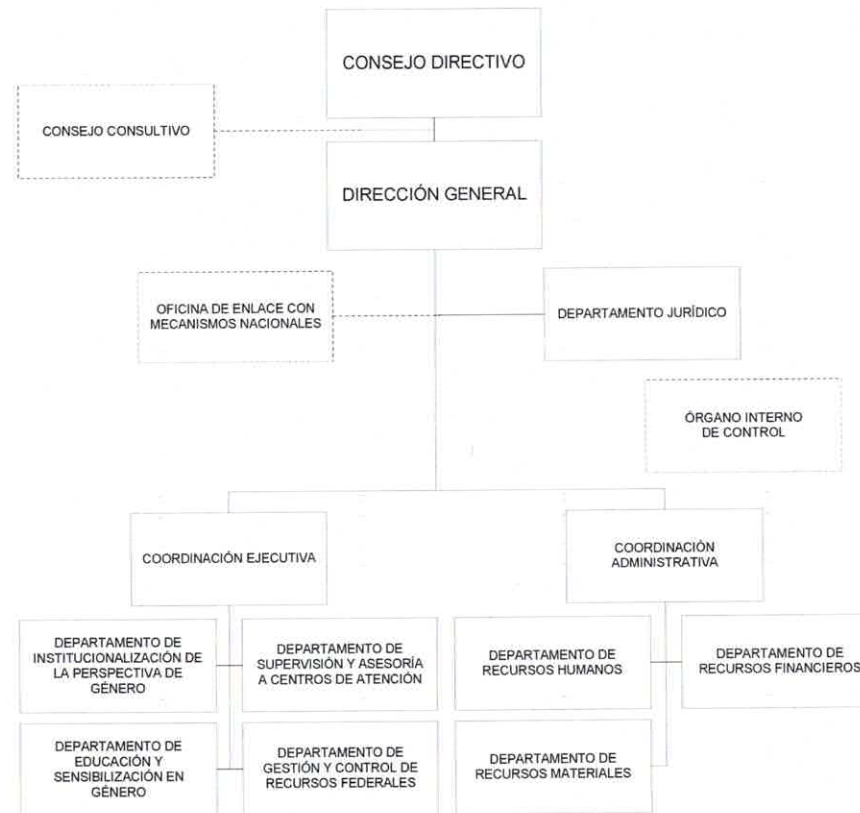 CONSEJO DIRECTIVO
CONSEJO CONSULTIVO
DIRECCIÓN GENERAL
OFICINA DE ENLACE CON
MECANISMOS NACIONALES
DEPARTAMENTO JURÍDICO
ÓRGANO INTERNO
DE CONTROL
COORDINACIÓN EJECUTIVA
COORDINACIÓN
ADMINISTRATIVA
DEPARTAMENTO DE
INSTITUCIONALIZACIÓN DE
LA PERSPECTIVA DE
GÉNERO
DEPARTAMENTO DE
SUPERVISIÓN Y ASESORÍA
A CENTROS DE ATENCIÓN
DEPARTAMENTO DE
RECURSOS HUMANOS
DEPARTAMENTO DE
RECURSOS FINANCIEROS
DEPARTAMENTO DE
EDUCACIÓN Y
SENSIBILIZACIÓN EN
GÉNERO
DEPARTAMENTO DE
GESTIÓN Y CONTROL DE
RECURSOS FEDERALES
DEPARTAMENTO DE
RECURSOS MATERIALES